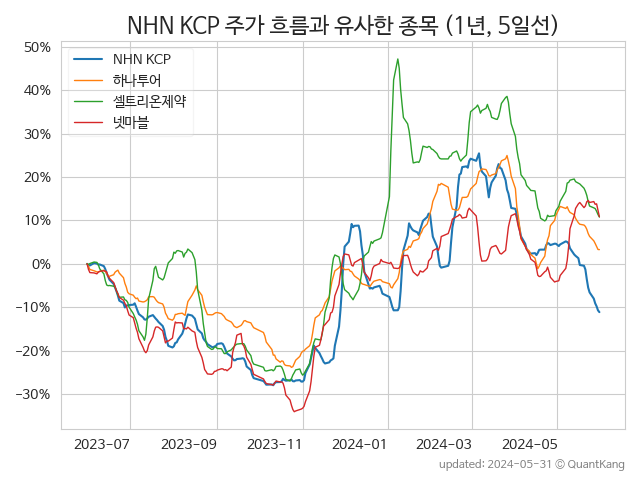 NHN KCP 주가 흐름과 유사한 종목 (1년, 5일선)
50%
40%
30%
20%
10%
0%
−10%
−20%
−30%
NHN KCP
하나투어
셀트리온제약
넷마블
2023-07
2023-09
2023-11
2024-01
2024-03
2024-05
updated: 2024-05-31 © QuantKang